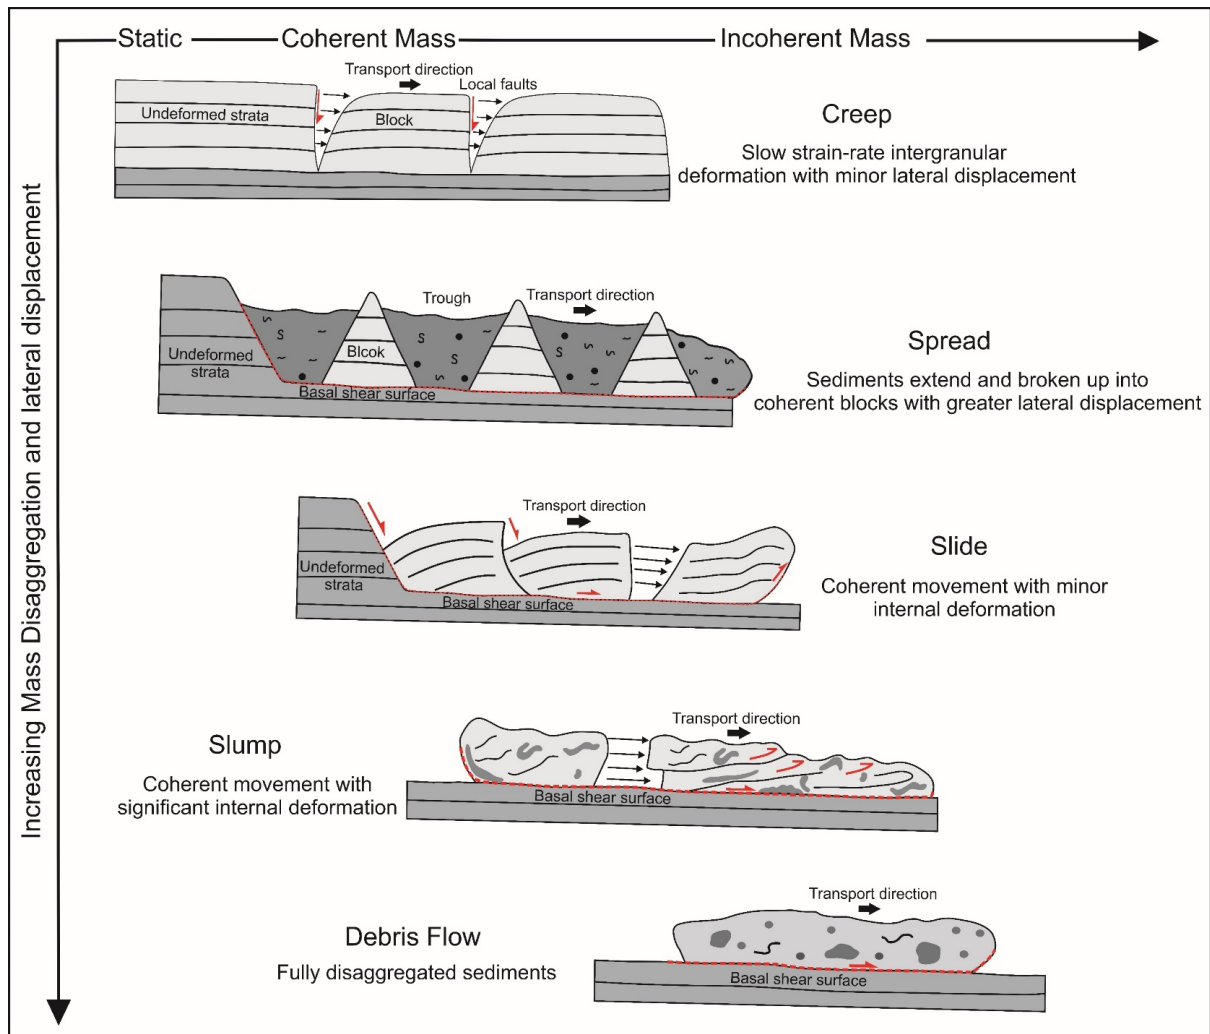 Static
Coherent Mass
Incoherent Mass
Increasing Mass Disaggregation and lateral displacement
Transport direction
Local faults
Undeformed strata
Block
Creep
Slow strain-rate intergranular
deformation with minor lateral displacement
Trough
Transport direction
Undeformed
strata
Blcok
Basal shear surface
Spread
Sediments extend and broken up into
coherent blocks with greater lateral displacement
Transport direction
Undeformed
strata
Basal shear surface
Slide
Coherent movement with minor
internal deformation
Slump
Coherent movement with
significant internal deformation
Transport direction
Basal shear surface
Debris Flow
Fully disaggregated sediments
Transport direction
Basal shear surface